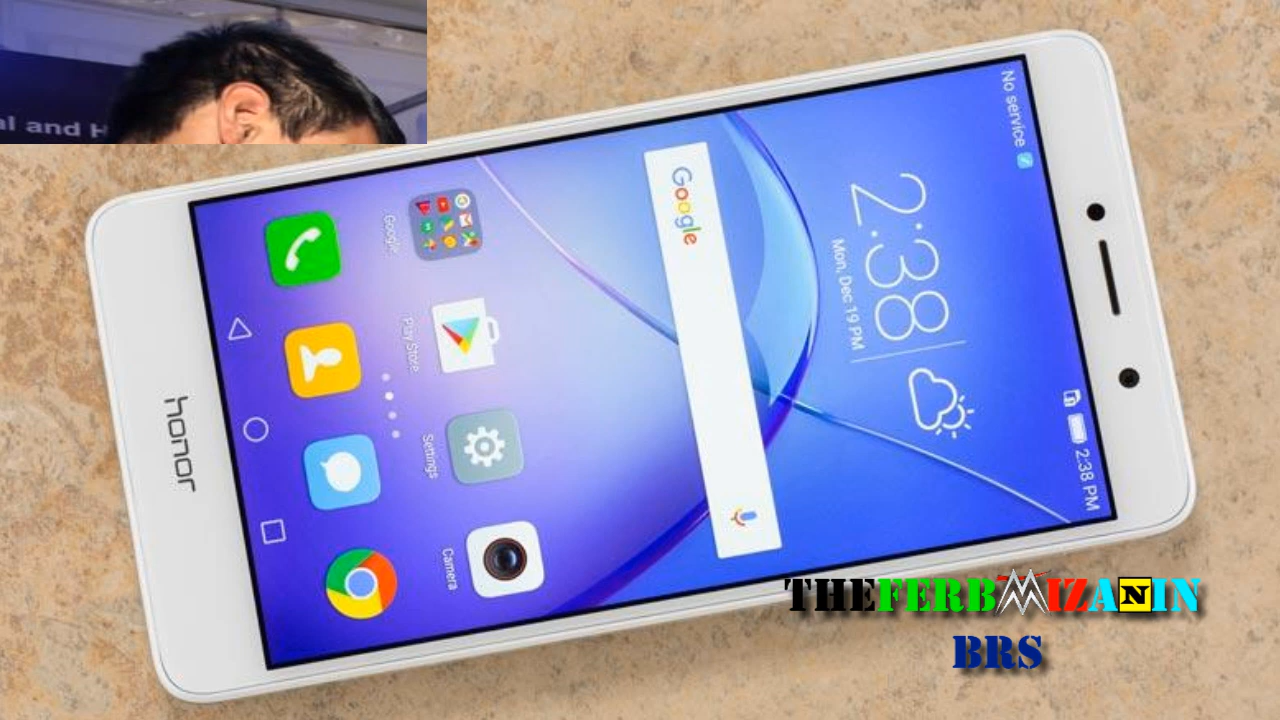 al and H
No service
2:38 PM
2:38
Mon, Dec 19 PM
Google
Google
Play Store
Settings
Camera
honor
THEFERBMIZANIN
BRS